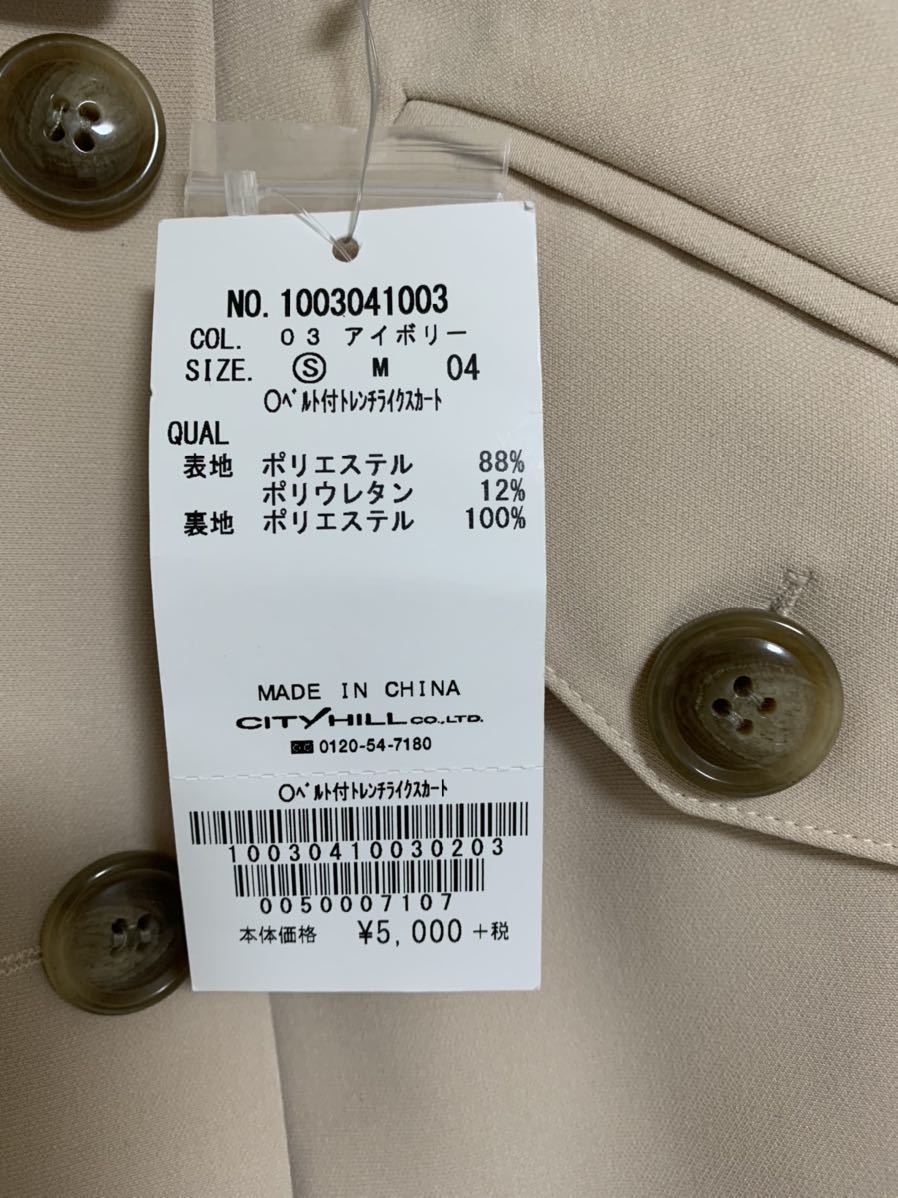 NO. 1003041003
COL. 03 アイボリー
SIZE. Ⓢ M 04
○ﾍﾞﾙﾄ付ﾄﾚﾝﾁﾗｲｸｽｶｰﾄ
QUAL
表地 ポリエステル 88%
ポリウレタン 12%
裏地 ポリエステル 100%
MADE IN CHINA
CITY HILL CO.,LTD.
0120-54-7180
○ﾍﾞﾙﾄ付ﾄﾚﾝﾁﾗｲｸｽｶｰﾄ
10030410030203
0050007107
本体価格 ¥5,000 +税